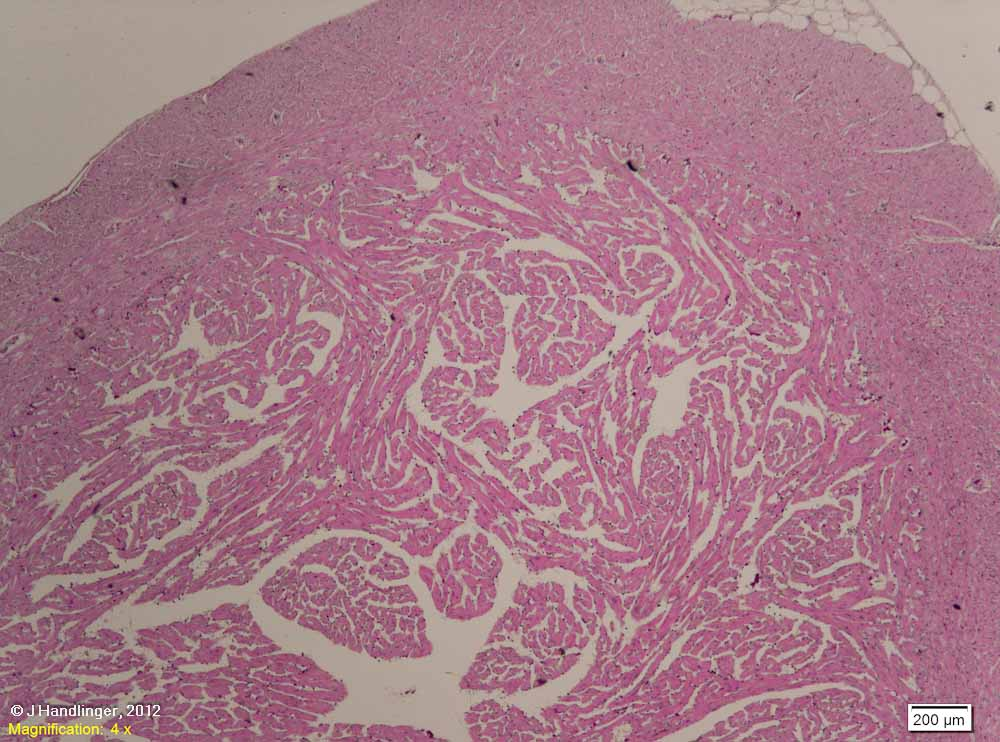 © J Handlinger, 2012
Magnification: 4 x
200 µm